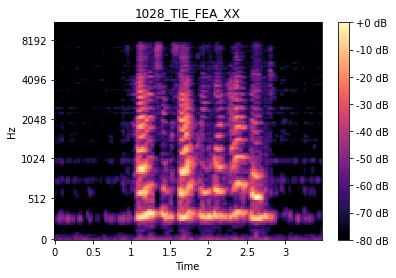 1028_TIE_FEA_XX
8192
4096
2048
1024
512
0
Hz
0 0.5 1 1.5 2 2.5 3
Time
+0 dB
-10 dB
-20 dB
-30 dB
-40 dB
-50 dB
-60 dB
-70 dB
-80 dB